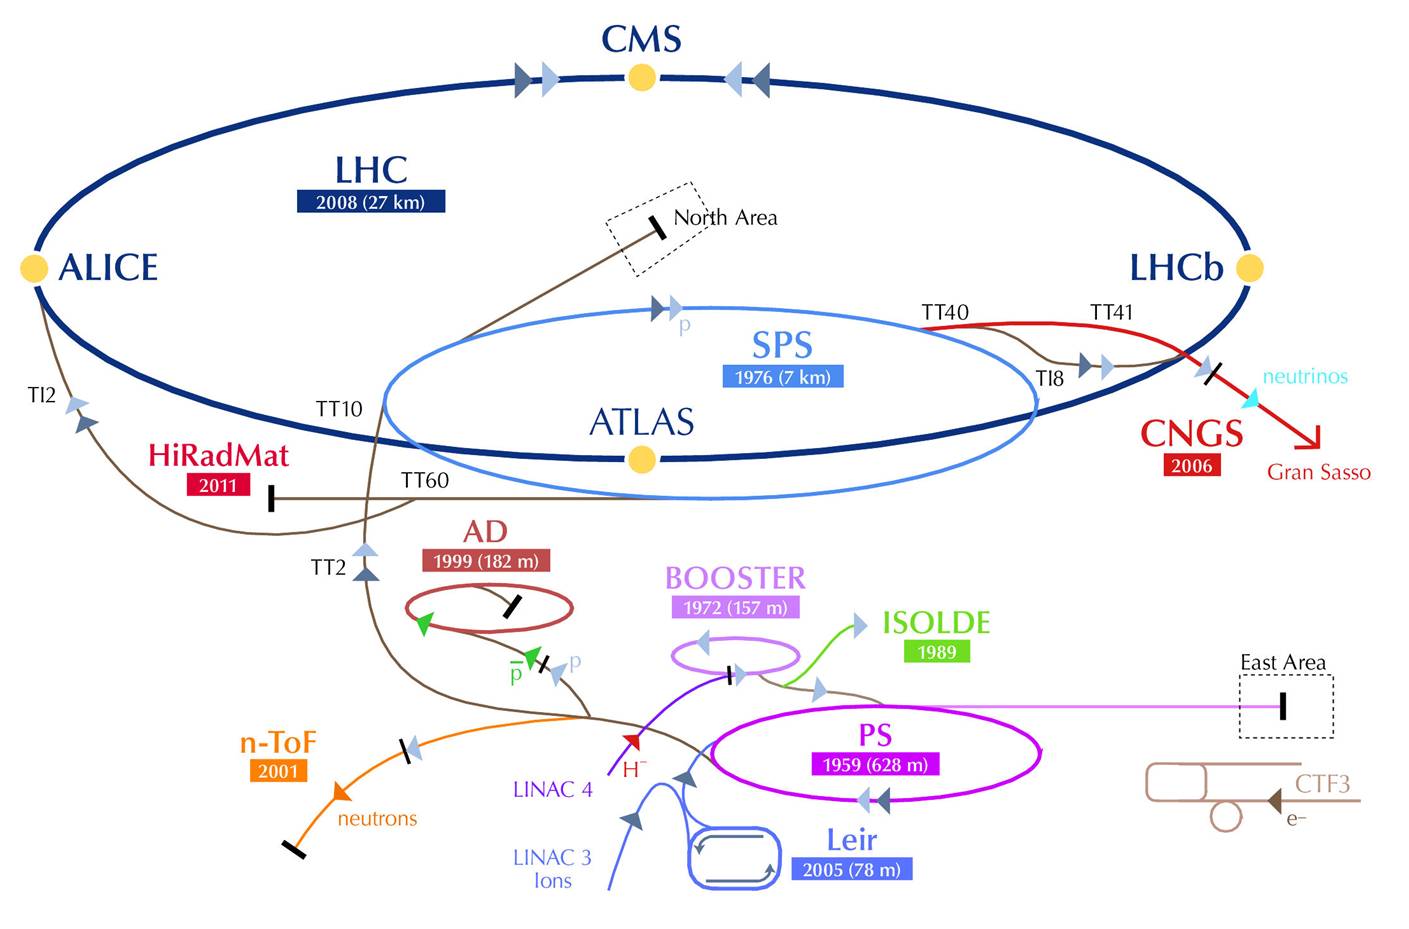 CMS
LHC
2008 (27 km)
North Area
ALICE
LHCb
TT40
TT41
SPS
p
1976 (7 km)
TI8
neutrinos
TI2
TT10
ATLAS
CNGS
2006
Gran Sasso
HiRadMat
2011
TT60
AD
1999 (182 m)
TT2
BOOSTER
1972 (157 m)
ISOLDE
1989
p̅
p
East Area
n-ToF
2001
PS
1959 (628 m)
H⁻
LINAC 4
neutrons
CTF3
e–
Leir
2005 (78 m)
LINAC 3
Ions